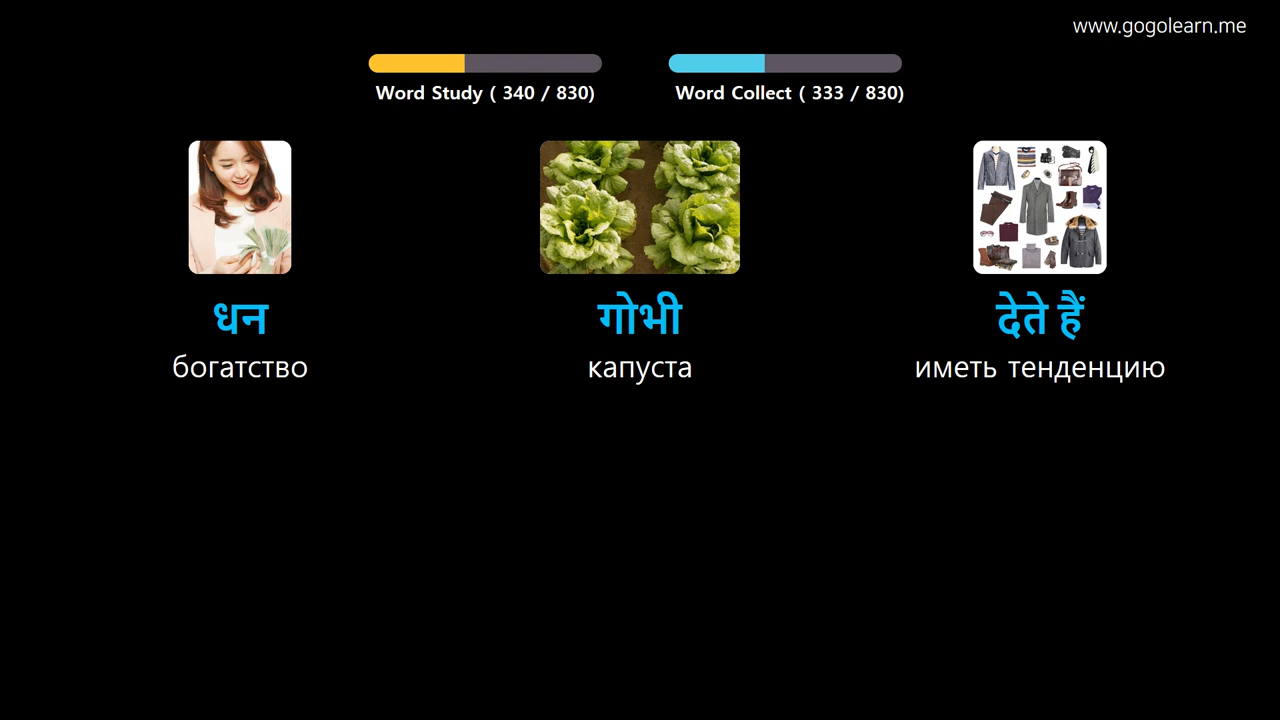 www.gogolearn.me
Word Study ( 340 / 830)
Word Collect ( 333 / 830)
धन
गोभी
देते हैं
богатство
капуста
иметь тенденцию